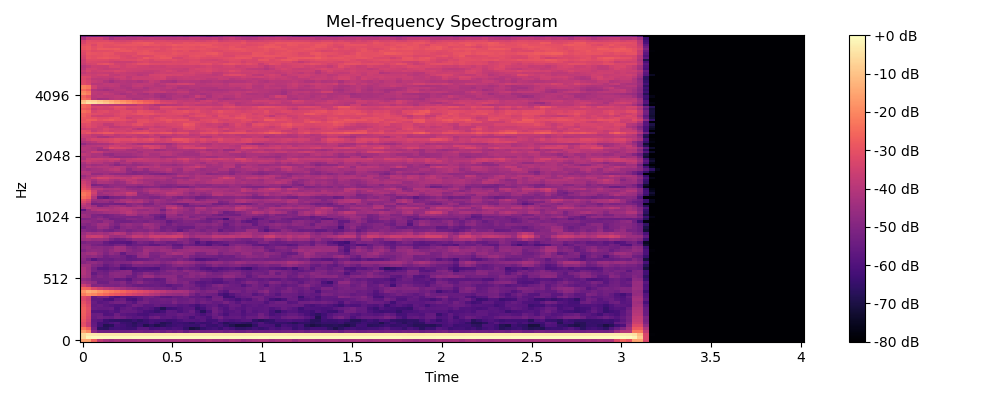 Mel-frequency Spectrogram
Hz
4096
2048
1024
512
0
0 0.5 1 1.5 2 2.5 3 3.5 4
Time
+0 dB
-10 dB
-20 dB
-30 dB
-40 dB
-50 dB
-60 dB
-70 dB
-80 dB